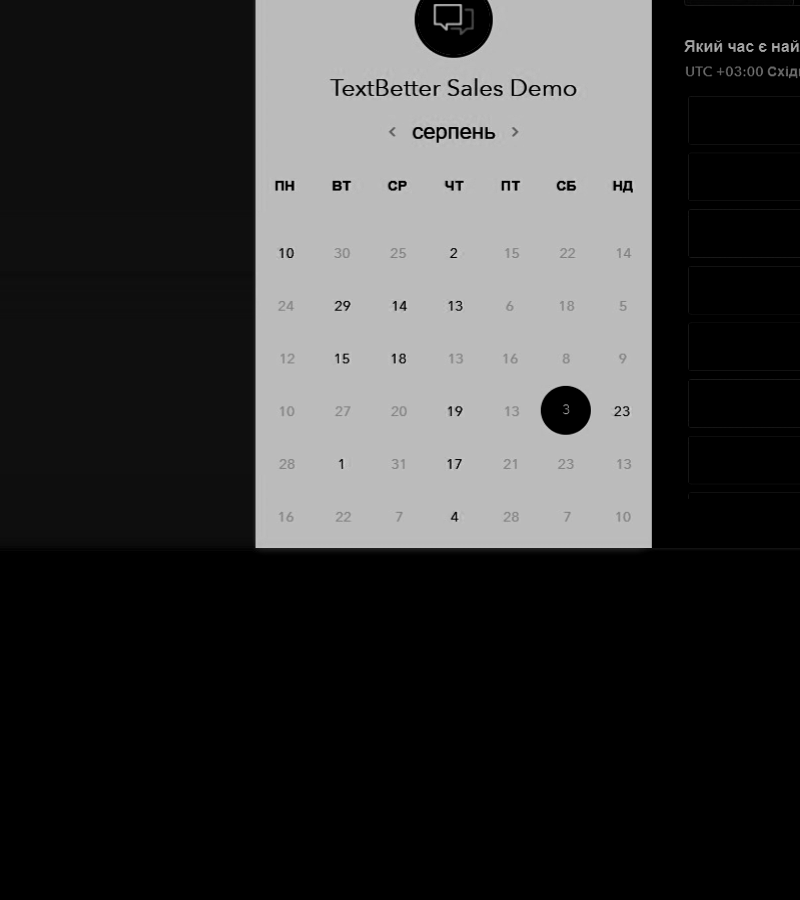 TextBetter Sales Demo
серпень
ПН ВТ СР ЧТ ПТ СБ НД
10 30 25 2 15 22 14
24 29 14 13 6 18 5
12 15 18 13 16 8 9
10 27 20 19 13 3 23
28 1 31 17 21 23 13
16 22 7 4 28 7 10
Який час є най
UTC +03:00 Східн